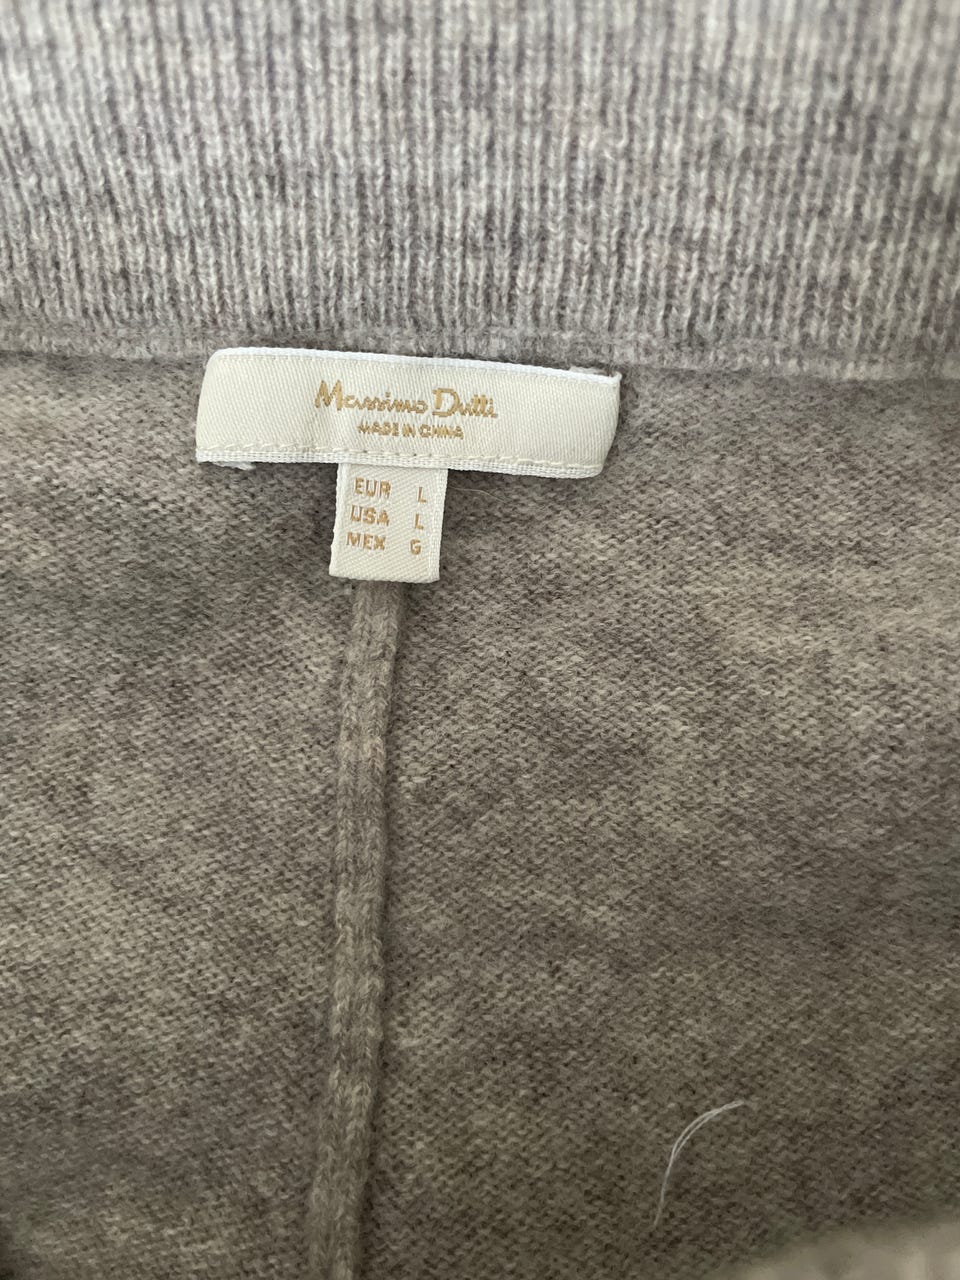 Massimo Dutti
MADE IN CHINA
EUR L
USA L
MEX G